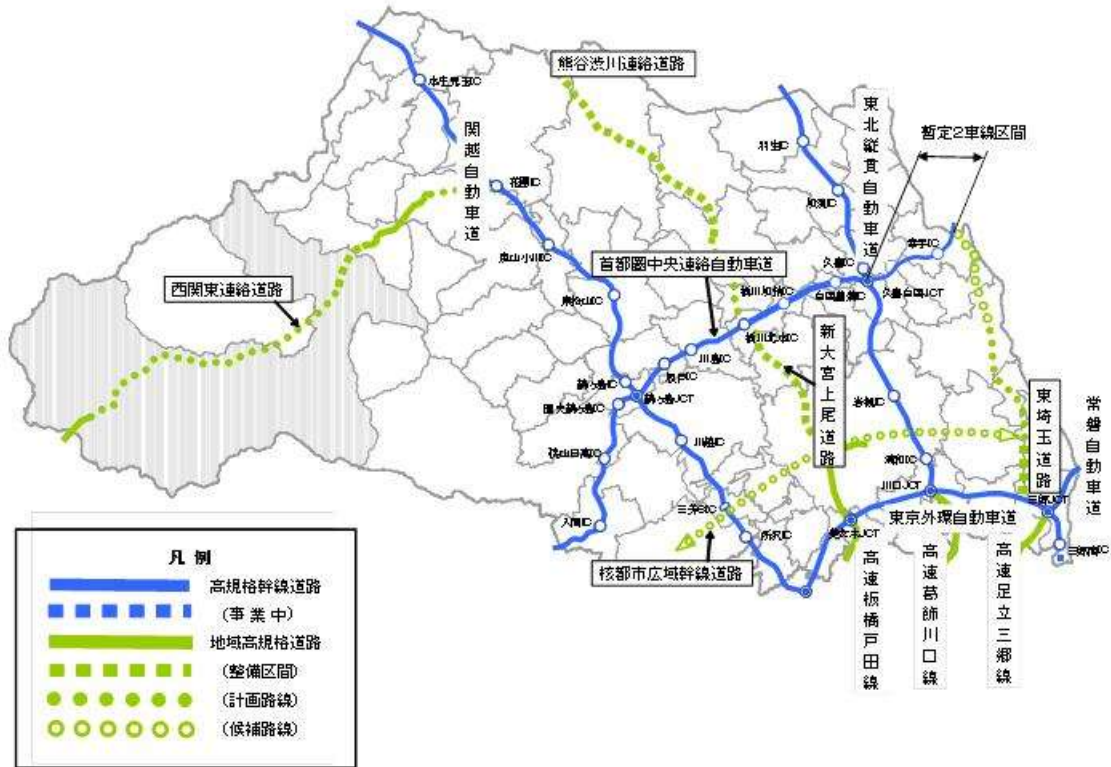 熊谷渋川連絡道路
本庄児玉IC
関越自動車道
東北縦貫自動車道
暫定2車線区間
羽生IC
花園IC
加須IC
嵐山小川IC
首都圏中央連絡自動車道
久喜IC
幸手IC
西関東連絡道路
東松山IC
桶川加納IC
白岡菖蒲IC
久喜白岡JCT
桶川北本IC
川島IC
新大宮上尾道路
坂戸IC
鶴ヶ島IC
鶴ヶ島JCT
圏央鶴ヶ島IC
岩槻IC
東埼玉道路
常磐自動車道
川越IC
狭山日高IC
浦和IC
川口JCT
三芳SIC
三郷JCT
入間IC
所沢IC
東京外環自動車道
美女木JCT
核都市広域幹線道路
高速板橋戸田線
高速葛飾川口線
高速足立三郷線
凡 例
高規格幹線道路
(事 業 中)
地域高規格道路
(整備区間)
(計画路線)
(候補路線)